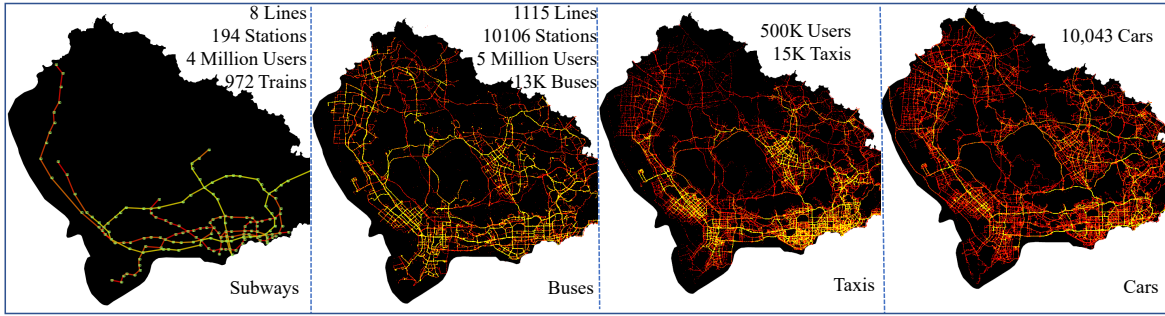 8 Lines
194 Stations
4 Million Users
972 Trains
Subways
1115 Lines
10106 Stations
5 Million Users
13K Buses
Buses
500K Users
15K Taxis
Taxis
10,043 Cars
Cars